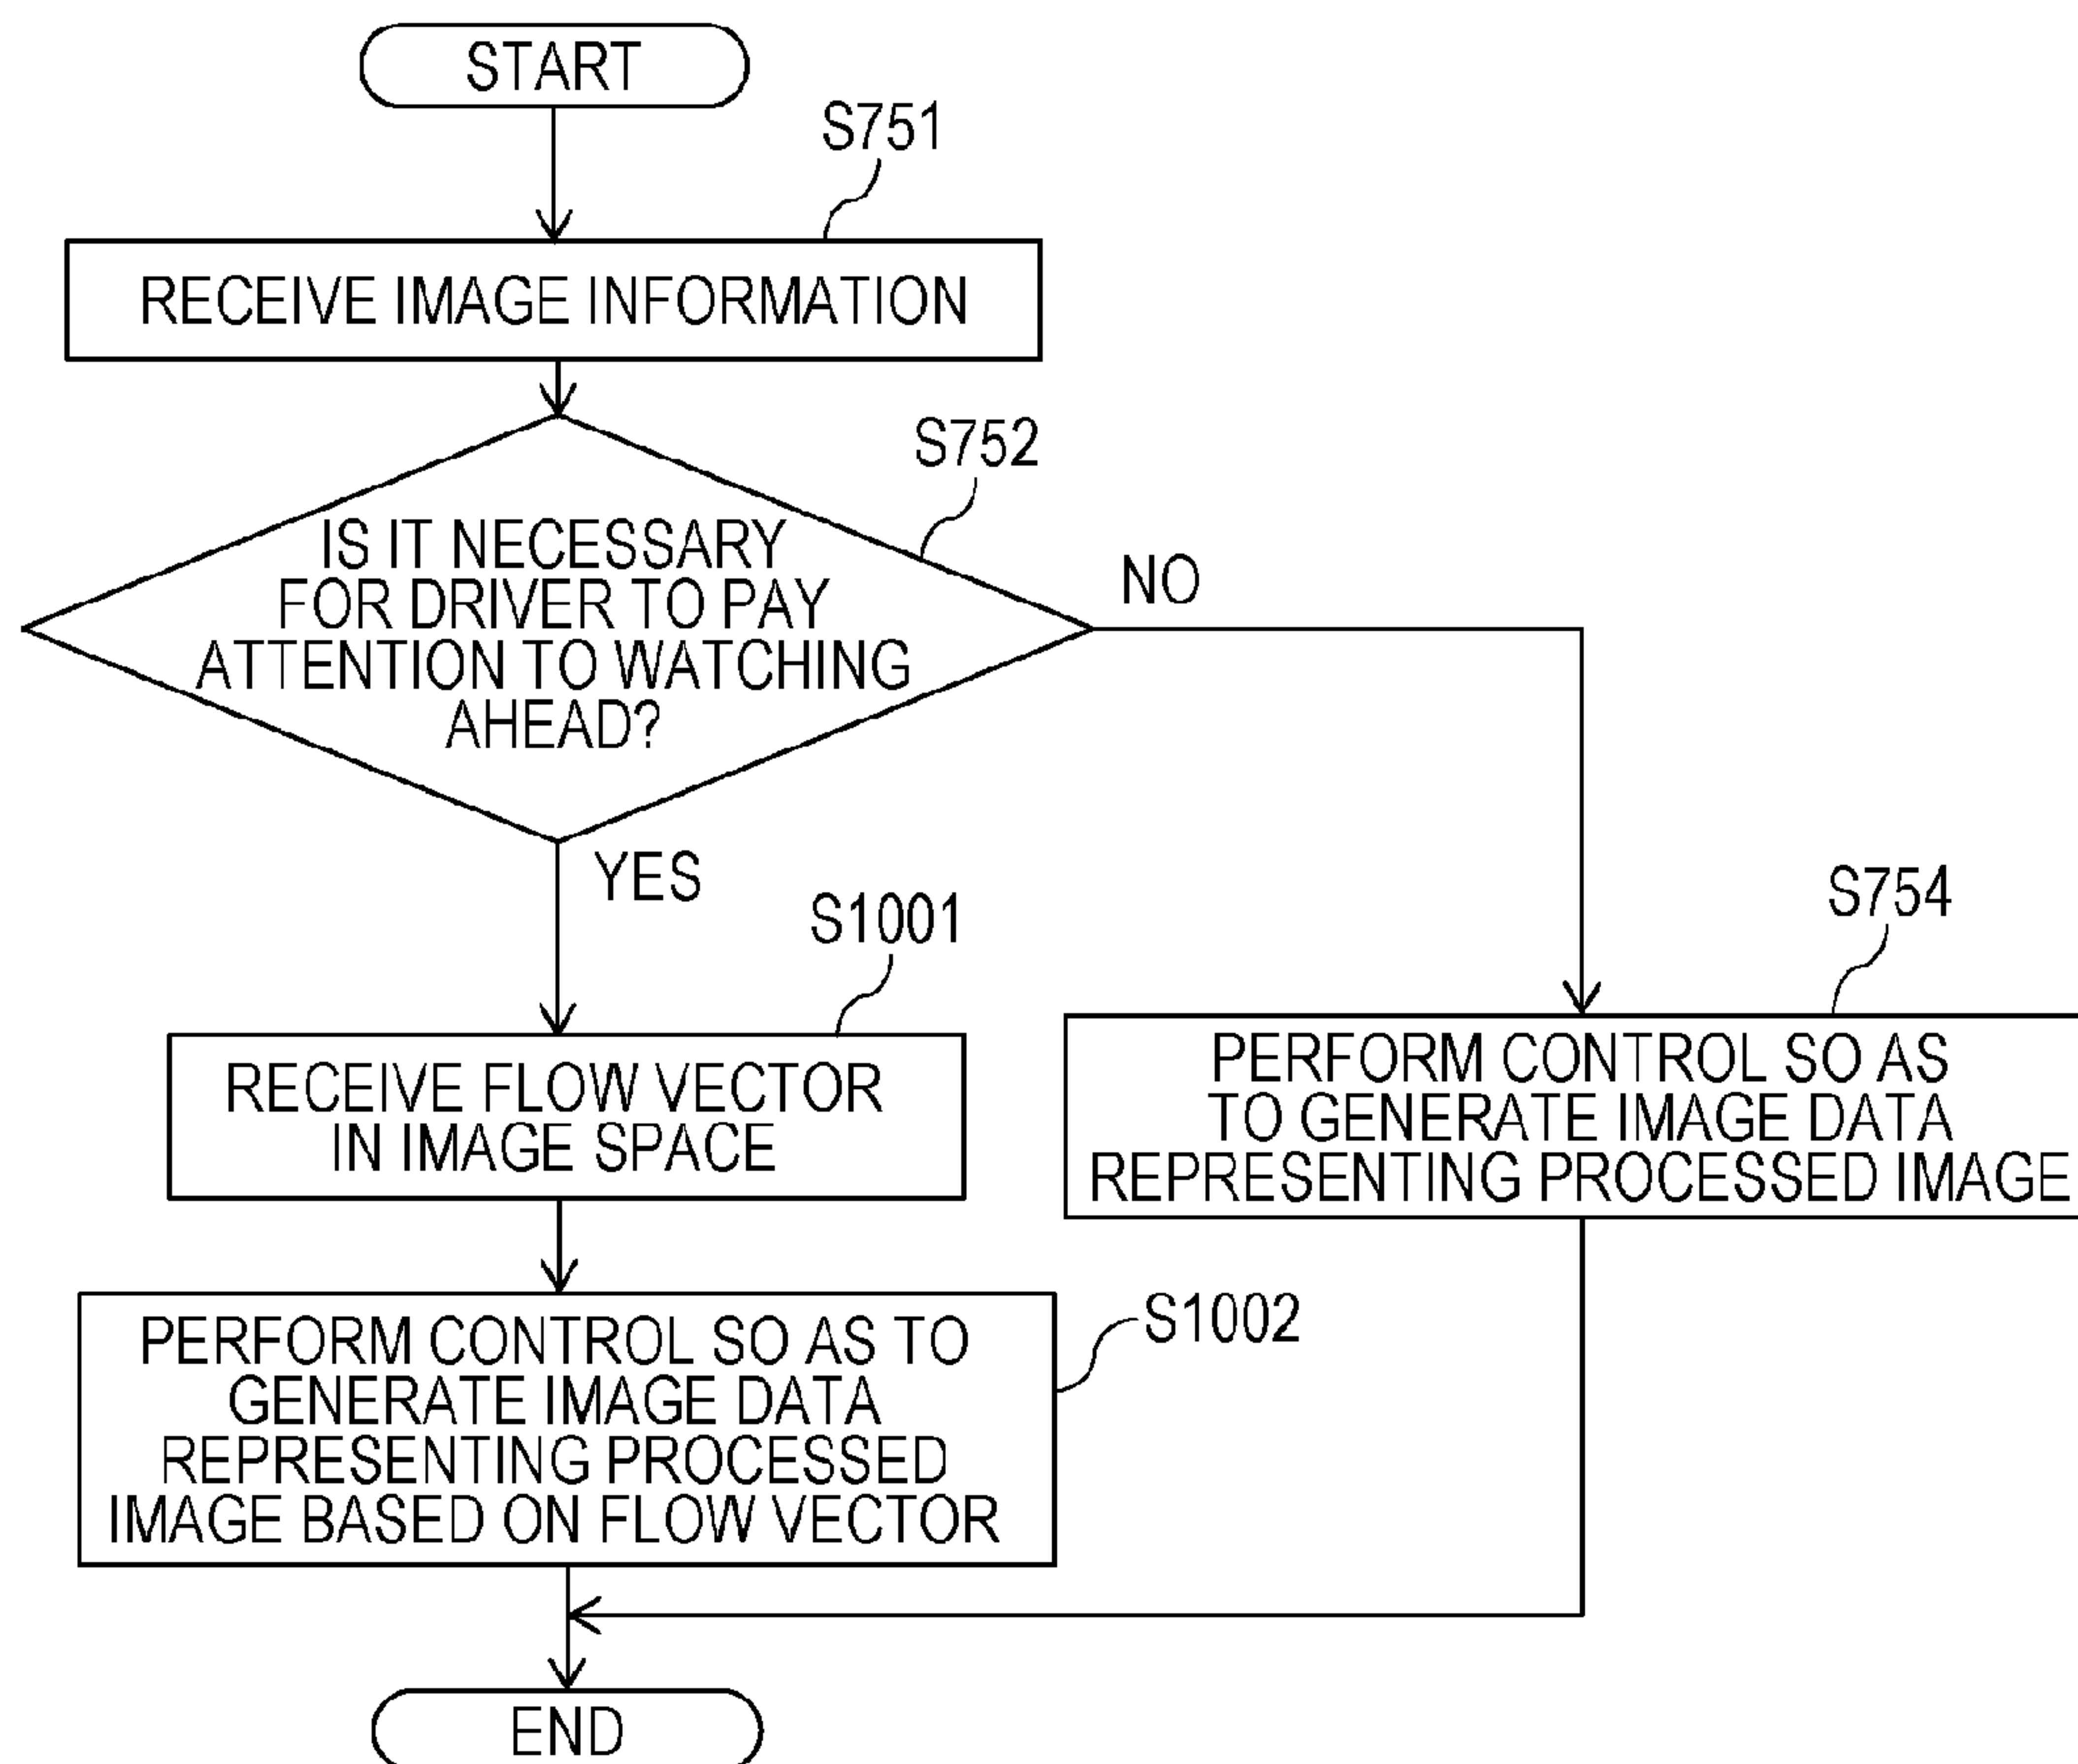 START
S751
RECEIVE IMAGE INFORMATION
S752
IS IT NECESSARY
FOR DRIVER TO PAY
ATTENTION TO WATCHING
AHEAD?
NO
YES
S1001
RECEIVE FLOW VECTOR
IN IMAGE SPACE
S754
PERFORM CONTROL SO AS
TO GENERATE IMAGE DATA
REPRESENTING PROCESSED IMAGE
S1002
PERFORM CONTROL SO AS TO
GENERATE IMAGE DATA
REPRESENTING PROCESSED
IMAGE BASED ON FLOW VECTOR
END